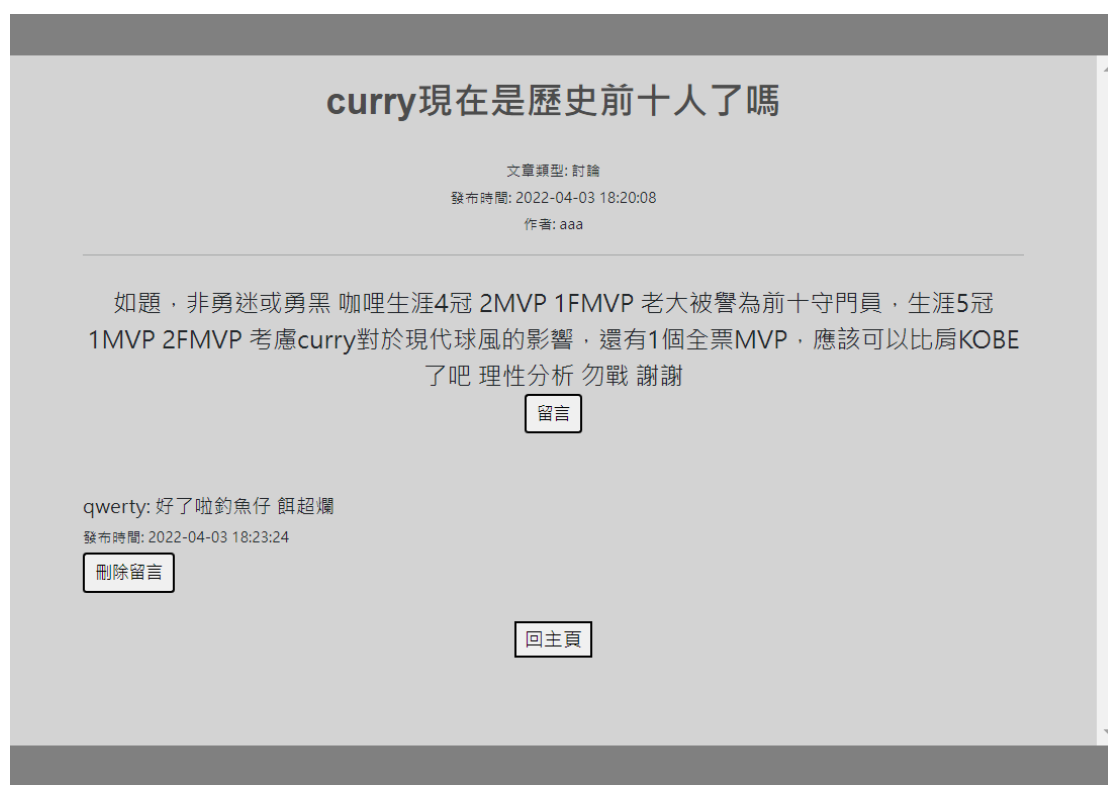 curry現在是歷史前十人了嗎
文章類型: 討論
發布時間: 2022-04-03 18:20:08
作者: aaa
如題，非勇迷或勇黑 咖哩生涯4冠 2MVP 1FMVP 老大被譽為前十守門員，生涯5冠
1MVP 2FMVP 考慮curry對於現代球風的影響，還有1個全票MVP，應該可以比肩KOBE
了吧 理性分析 勿戰 謝謝
留言
qwerty: 好了啦釣魚仔 餌超爛
發布時間: 2022-04-03 18:23:24
刪除留言
回主頁